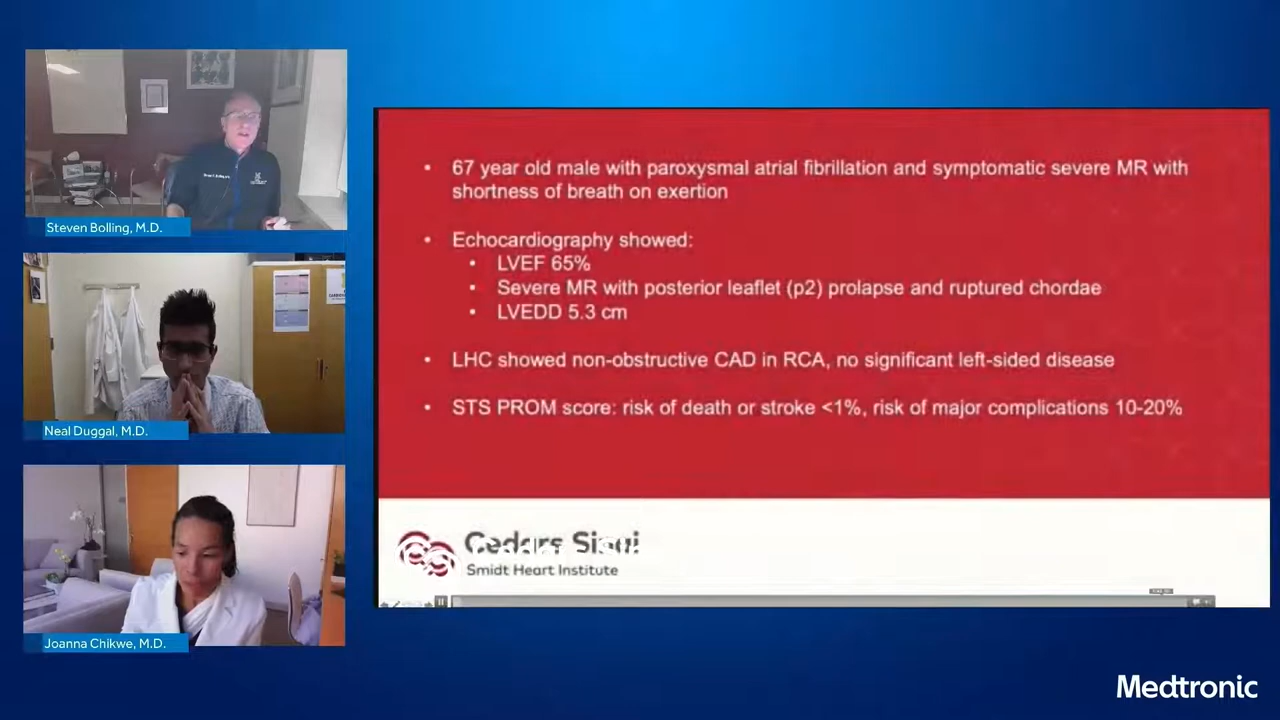 Steven Bolling, M.D.
Neal Duggal, M.D.
Joanna Chikwe, M.D.
• 67 year old male with paroxysmal atrial fibrillation and symptomatic severe MR with
shortness of breath on exertion
• Echocardiography showed:
• LVEF 65%
• Severe MR with posterior leaflet (p2) prolapse and ruptured chordae
• LVEDD 5.3 cm
• LHC showed non-obstructive CAD in RCA, no significant left-sided disease
• STS PROM score: risk of death or stroke <1%, risk of major complications 10-20%
Cedars Sinai
Smidt Heart Institute
Medtronic